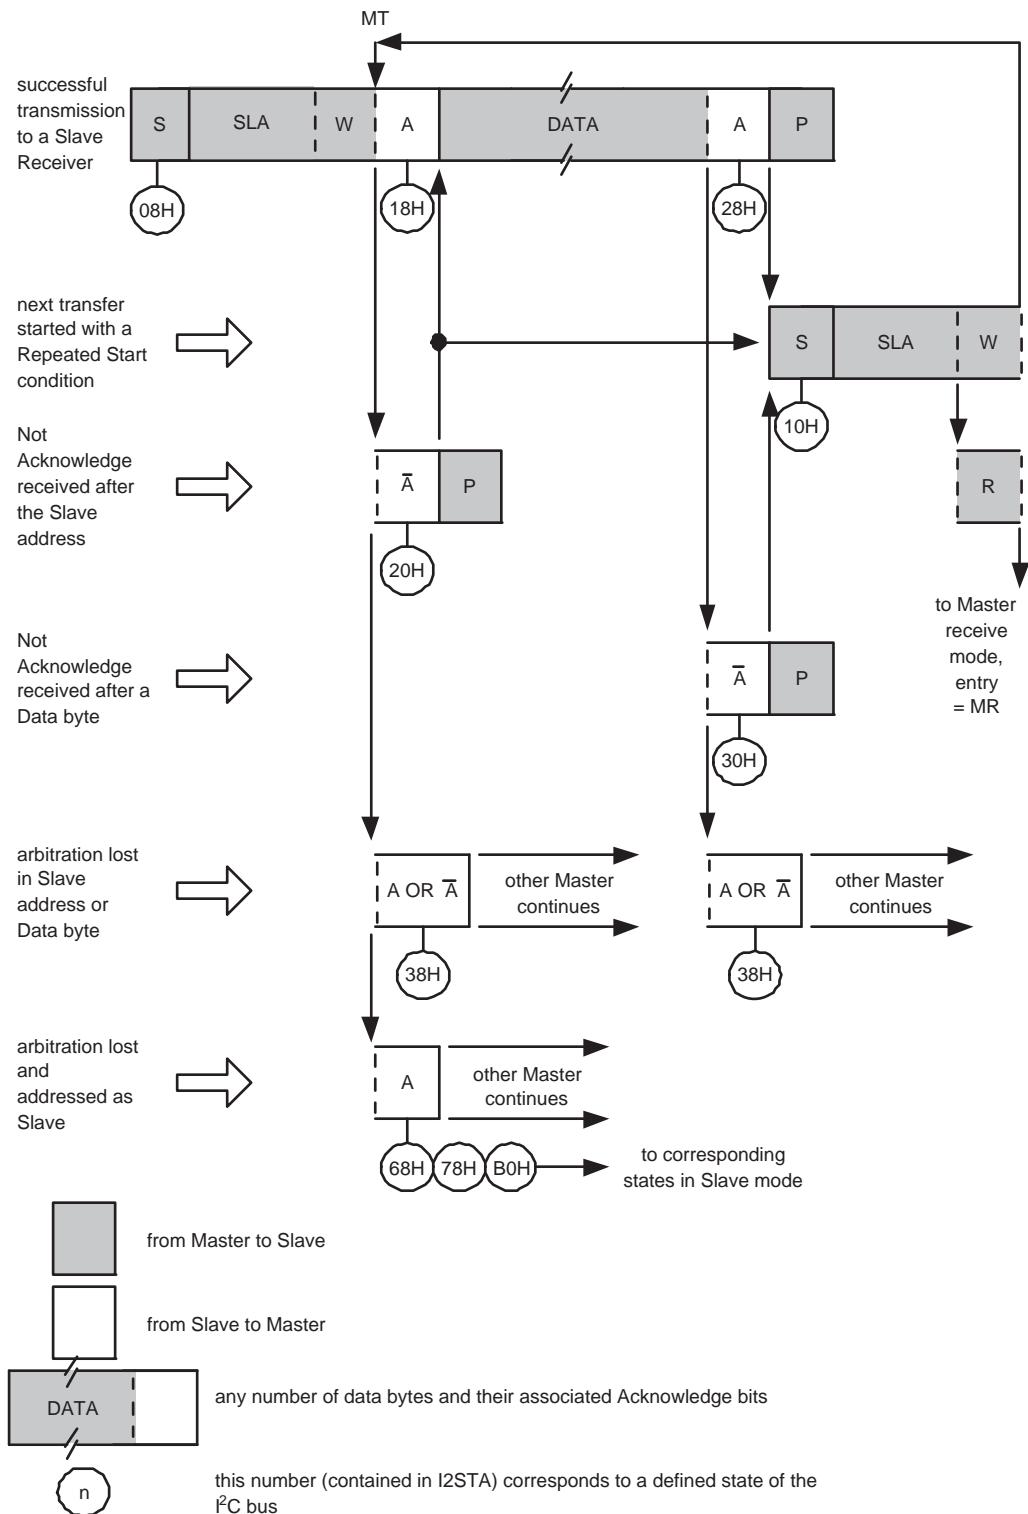 MT
successful
transmission
to a Slave
Receiver
S
SLA
W
A
DATA
A
P
08H
18H
28H
next transfer
started with a
Repeated Start
condition
S
SLA
W
10H
Not
Acknowledge
received after
the Slave
address
A̅
P
R
20H
to Master
receive
mode,
entry
= MR
Not
Acknowledge
received after a
Data byte
A̅
P
30H
arbitration lost
in Slave
address or
Data byte
A OR A̅
other Master
continues
A OR A̅
other Master
continues
38H
38H
arbitration lost
and
addressed as
Slave
A
other Master
continues
68H
78H
B0H
to corresponding
states in Slave mode
from Master to Slave
from Slave to Master
DATA
any number of data bytes and their associated Acknowledge bits
n
this number (contained in I2STA) corresponds to a defined state of the
I²C bus